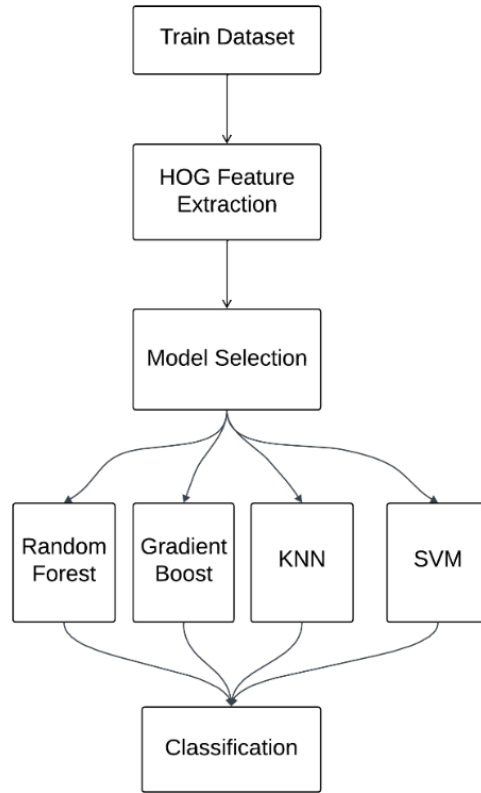 Train Dataset
HOG Feature
Extraction
Model Selection
Random
Forest
Gradient
Boost
KNN
SVM
Classification